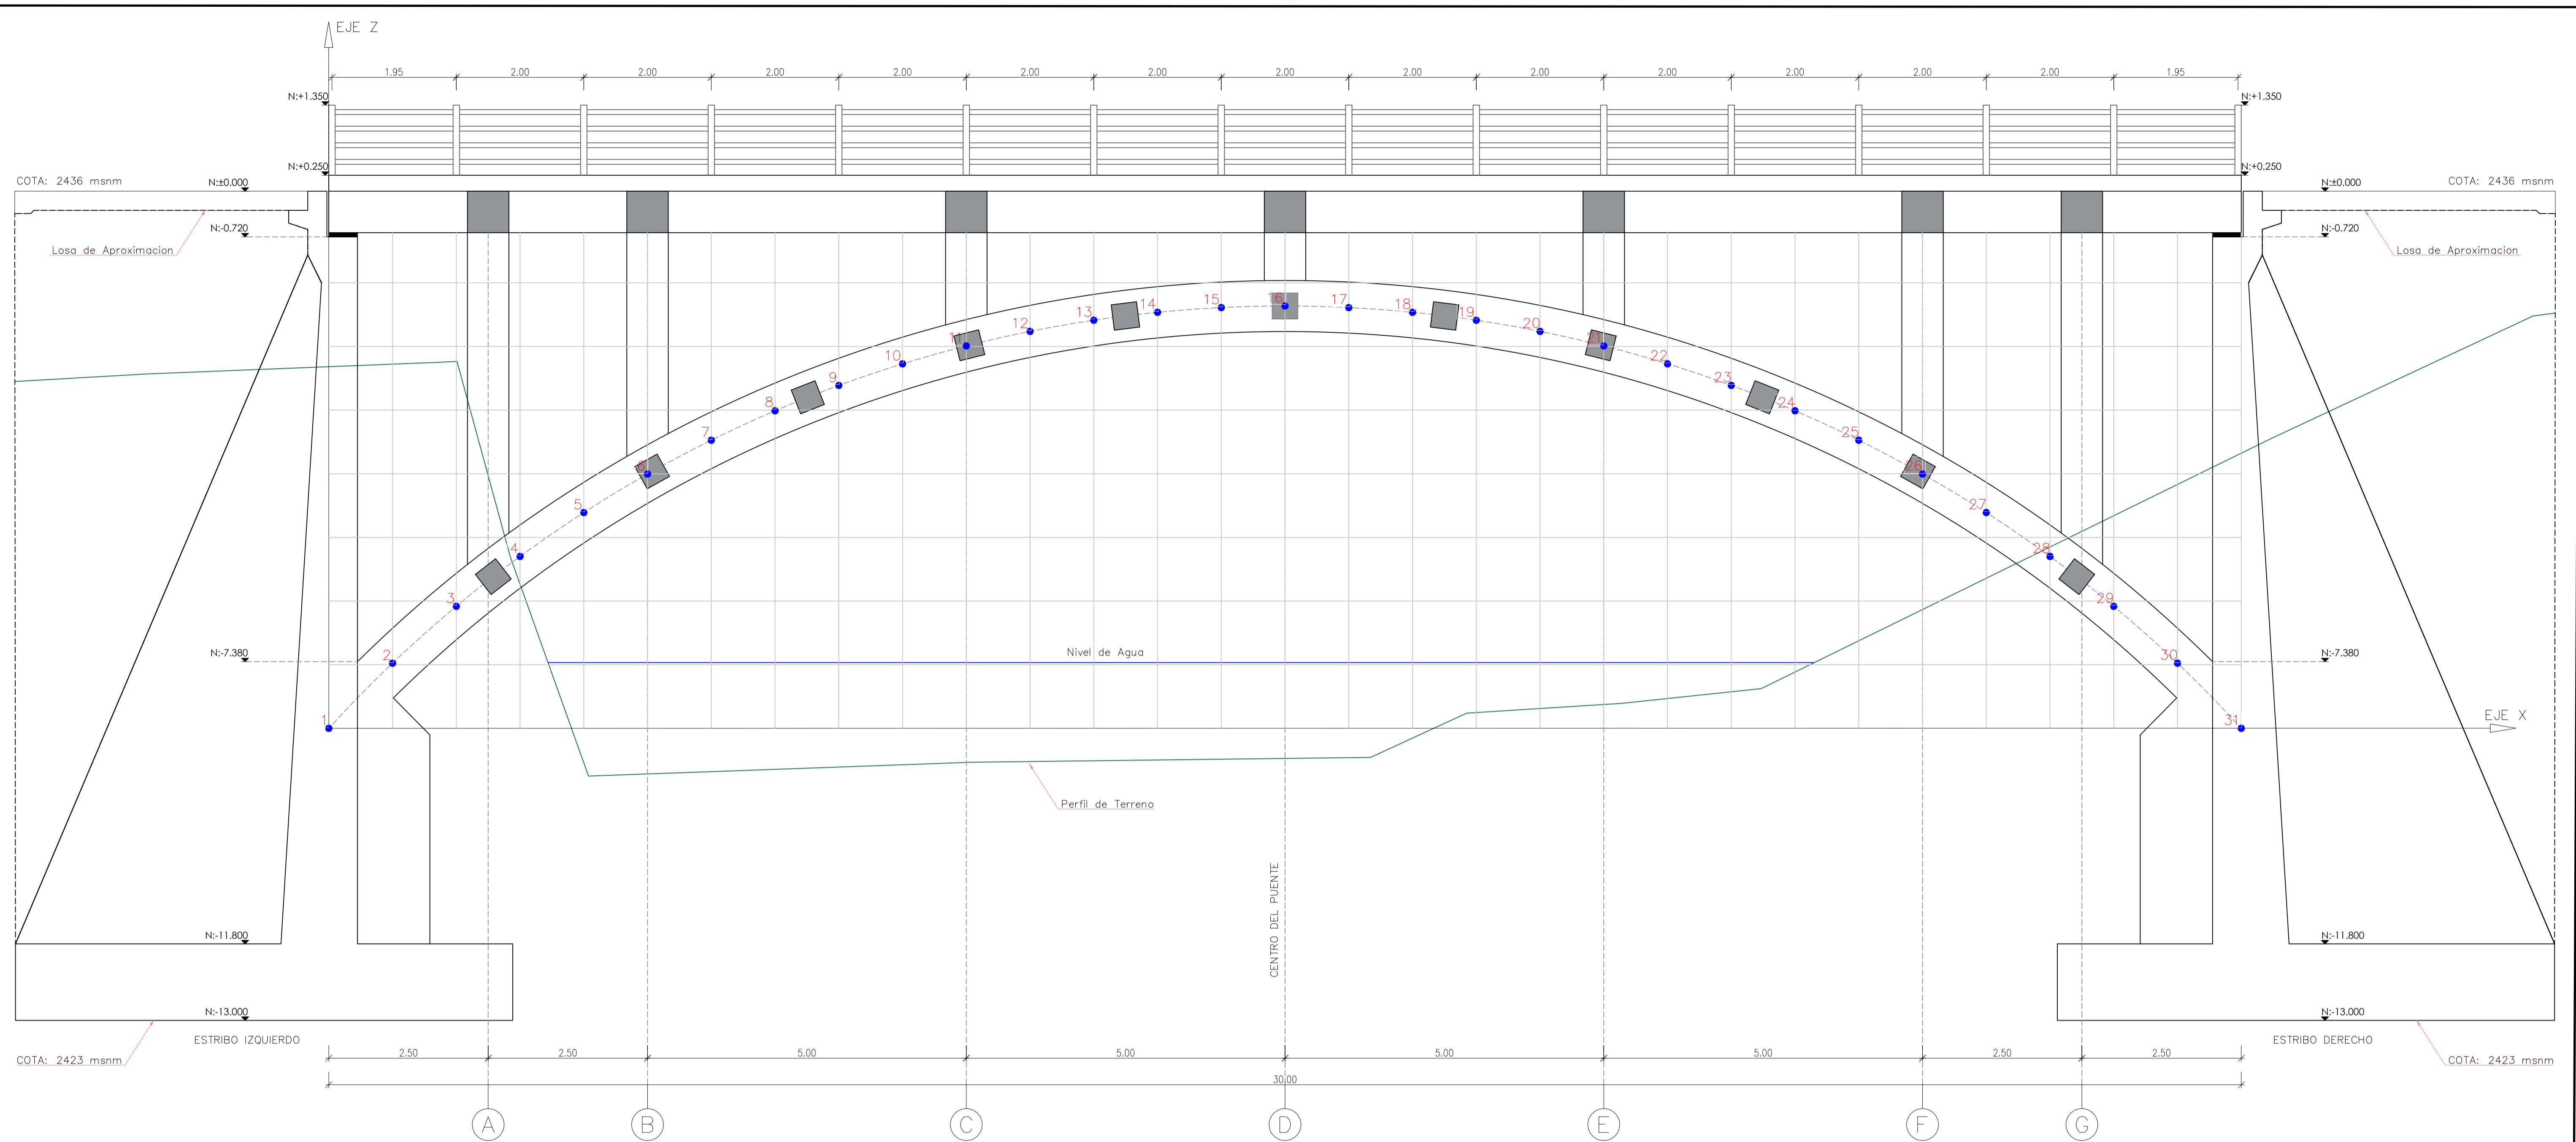 EJE Z
1.95 2.00 2.00 2.00 2.00 2.00 2.00 2.00 2.00 2.00 2.00 2.00 2.00 2.00 1.95
N:+1.350 N:+1.350
N:+0.250 N:+0.250
COTA: 2436 msnm N:±0.000 N:±0.000 COTA: 2436 msnm
N:-0.720 N:-0.720
Losa de Aproximacion Losa de Aproximacion
1 2 3 4 5 6 7 8 9 10 11 12 13 14 15 16 17 18 19 20 21 22 23 24 25 26 27 28 29 30 31
N:-7.380 Nivel de Agua N:-7.380
EJE X
Perfil de Terreno
CENTRO DEL PUENTE
N:-11.800 N:-11.800
N:-13.000 N:-13.000
ESTRIBO IZQUIERDO ESTRIBO DERECHO
COTA: 2423 msnm COTA: 2423 msnm
2.50 2.50 5.00 5.00 5.00 5.00 2.50 2.50
30.00
A B C D E F G